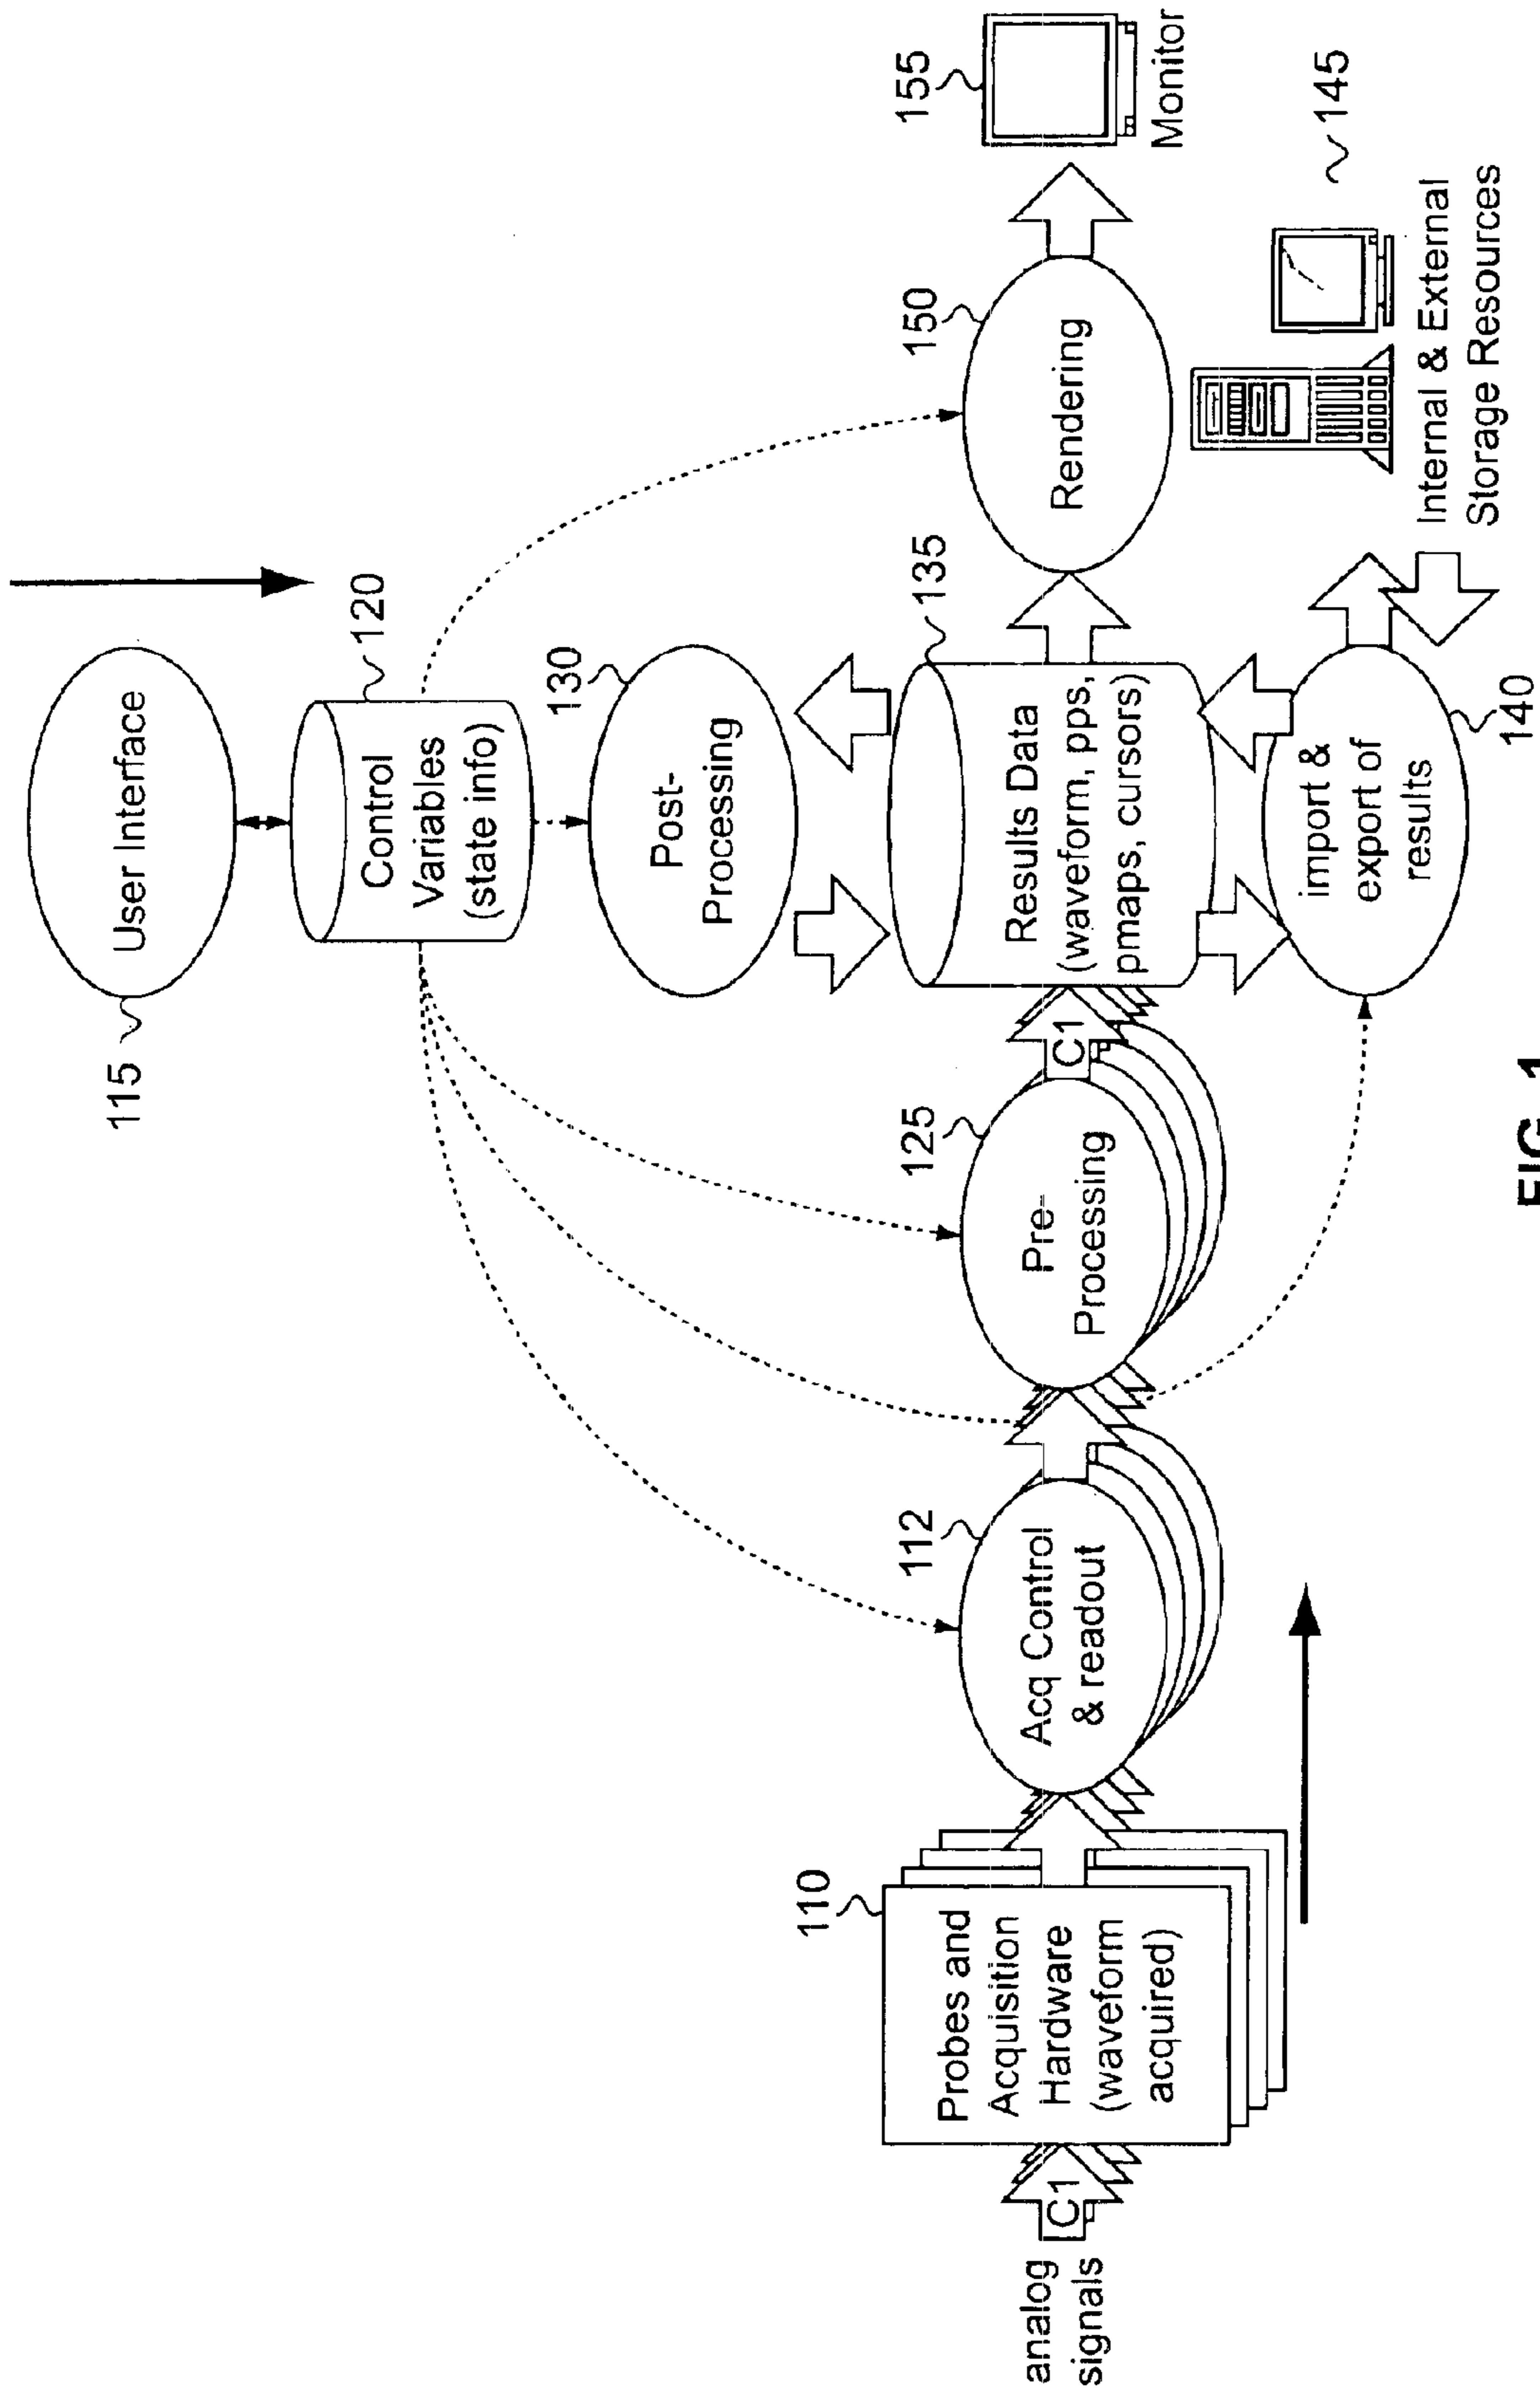 User Interface
115
Control
Variables
(state info)
120
130
Post-
Processing
analog
signals
C1
110
Probes and
Acquisition
Hardware
(waveform
acquired)
112
Acq Control
& readout
125
Pre-
Processing
C1
135
Results Data
(waveform, pps,
pmaps, cursors)
150
Rendering
155
Monitor
140
import &
export of
results
145
Internal & External
Storage Resources
FIG. 1